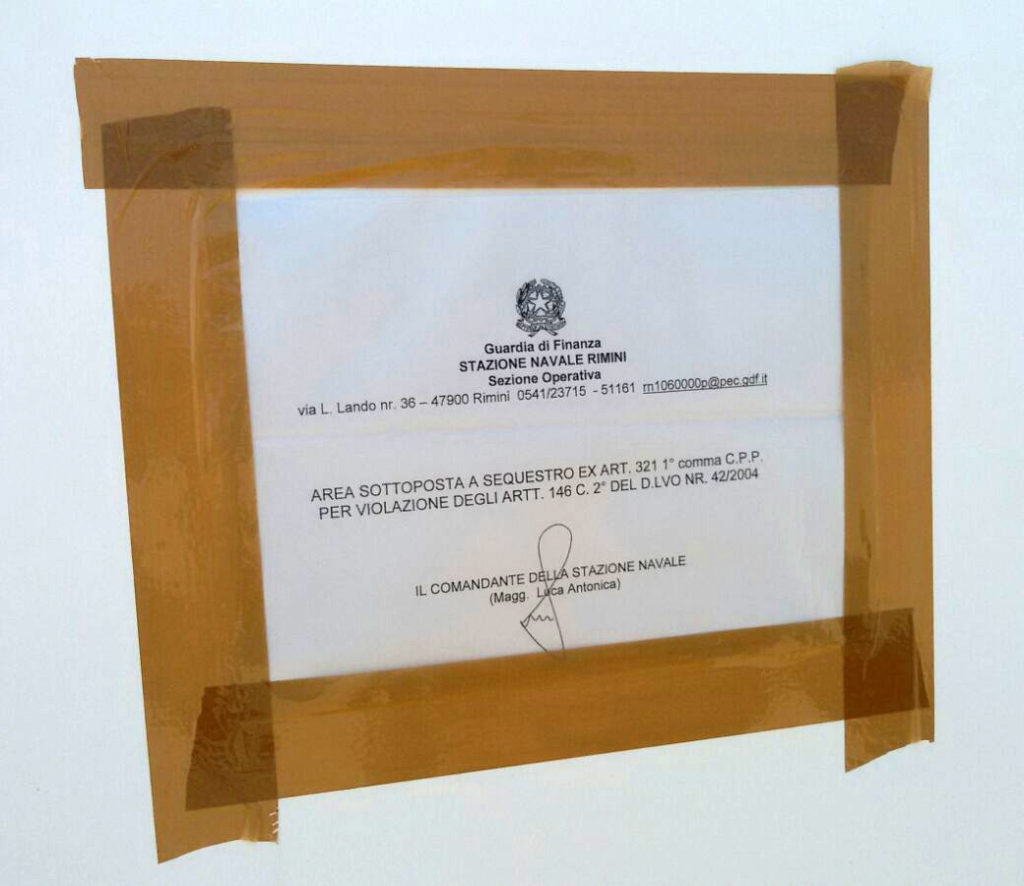 Guardia di Finanza
STAZIONE NAVALE RIMINI
Sezione Operativa
via L. Lando nr. 36 – 47900 Rimini 0541/23715 - 51161 rn1060000p@pec.gdf.it
AREA SOTTOPOSTA A SEQUESTRO EX ART. 321 1° comma C.P.P.
PER VIOLAZIONE DEGLI ARTT. 146 C. 2° DEL D.LVO NR. 42/2004
IL COMANDANTE DELLA STAZIONE NAVALE
(Magg. Luca Antonica)